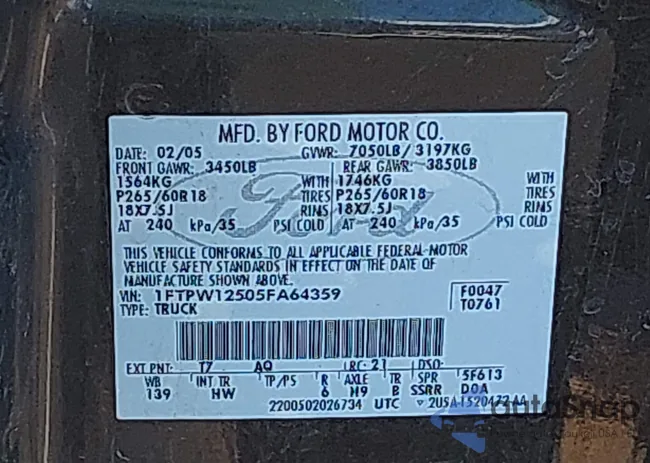 MFD. BY FORD MOTOR CO.
DATE: 02/05 GVWR: 7050LB/ 3197KG
FRONT GAWR: 3450LB REAR GAWR: 3850LB
1564KG WITH 1746KG WITH
P265/60R18 TIRES P265/60R18 TIRES
18X7.5J RIMS 18X7.5J RIMS
AT 240 kPa/35 PSI COLD AT 240 kPa/35 PSI COLD
THIS VEHICLE CONFORMS TO ALL APPLICABLE FEDERAL MOTOR
VEHICLE SAFETY STANDARDS IN EFFECT ON THE DATE OF
MANUFACTURE SHOWN ABOVE.
VIN: 1FTPW12505FA64359 F0047
TYPE: TRUCK T0761
EXT PNT: T7 AQ RC: 21 DSO:
WB INT TR TP/PS R AXLE TR SPR 5F613
139 HW 6 H9 B SSRR DOA
2200502026734 UTC
Ford
autoSnap